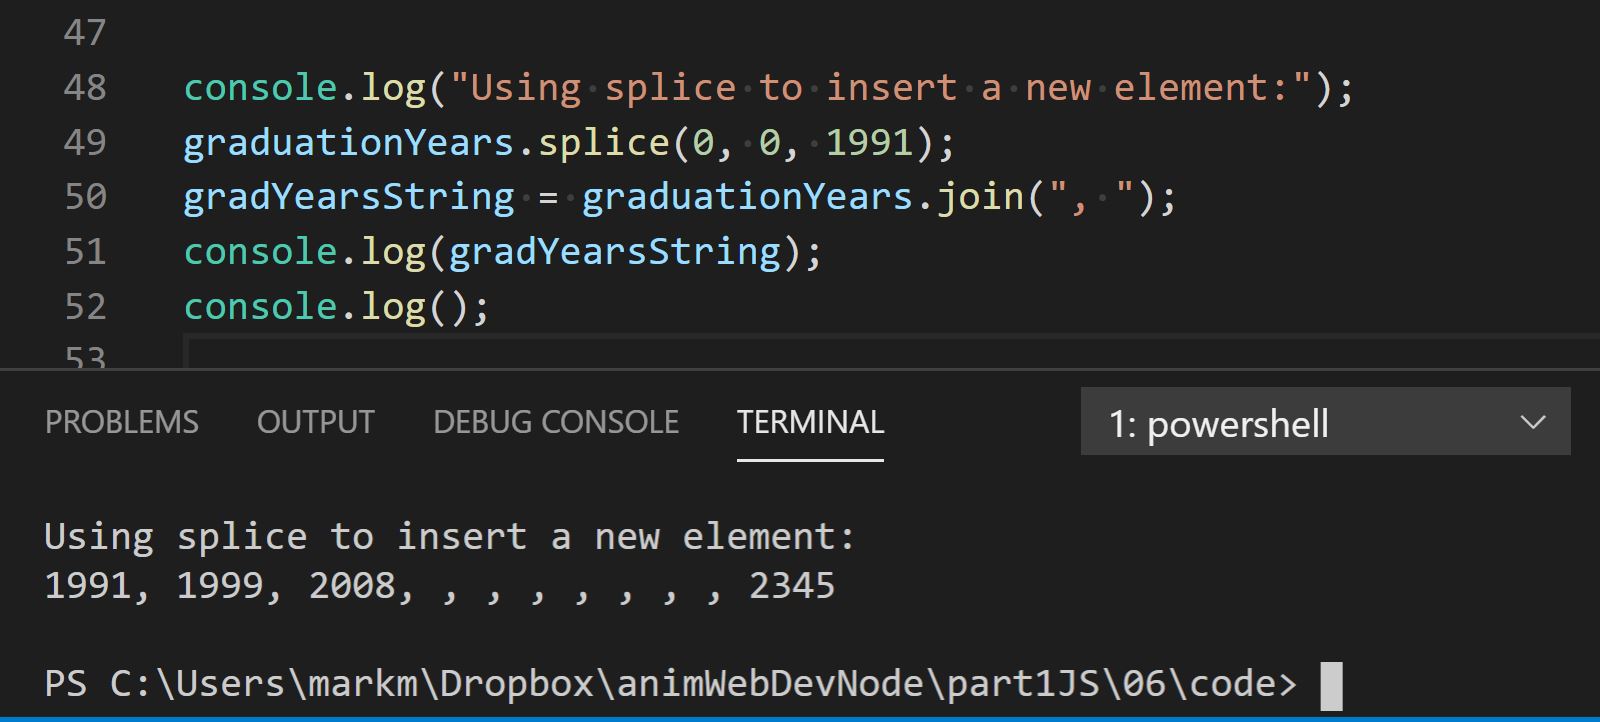 47
48 console.log("Using splice to insert a new element:");
49 graduationYears.splice(0, 0, 1991);
50 gradYearsString = graduationYears.join(", ");
51 console.log(gradYearsString);
52 console.log();
53
PROBLEMS OUTPUT DEBUG CONSOLE TERMINAL 1: powershell
Using splice to insert a new element:
1991, 1999, 2008, , , , , , , , 2345
PS C:\Users\markm\Dropbox\animWebDevNode\part1JS\06\code>